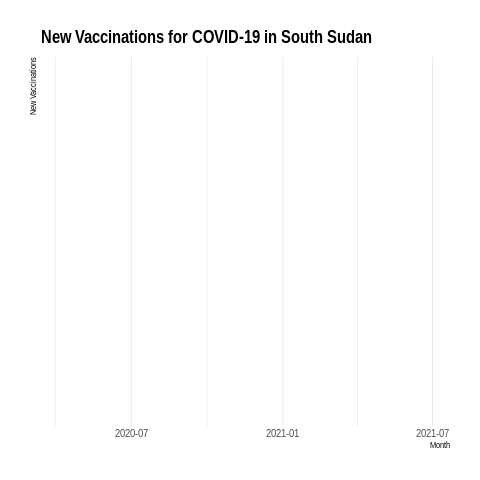 New Vaccinations for COVID-19 in South Sudan
New Vaccinations
2020-07
2021-01
2021-07
Month